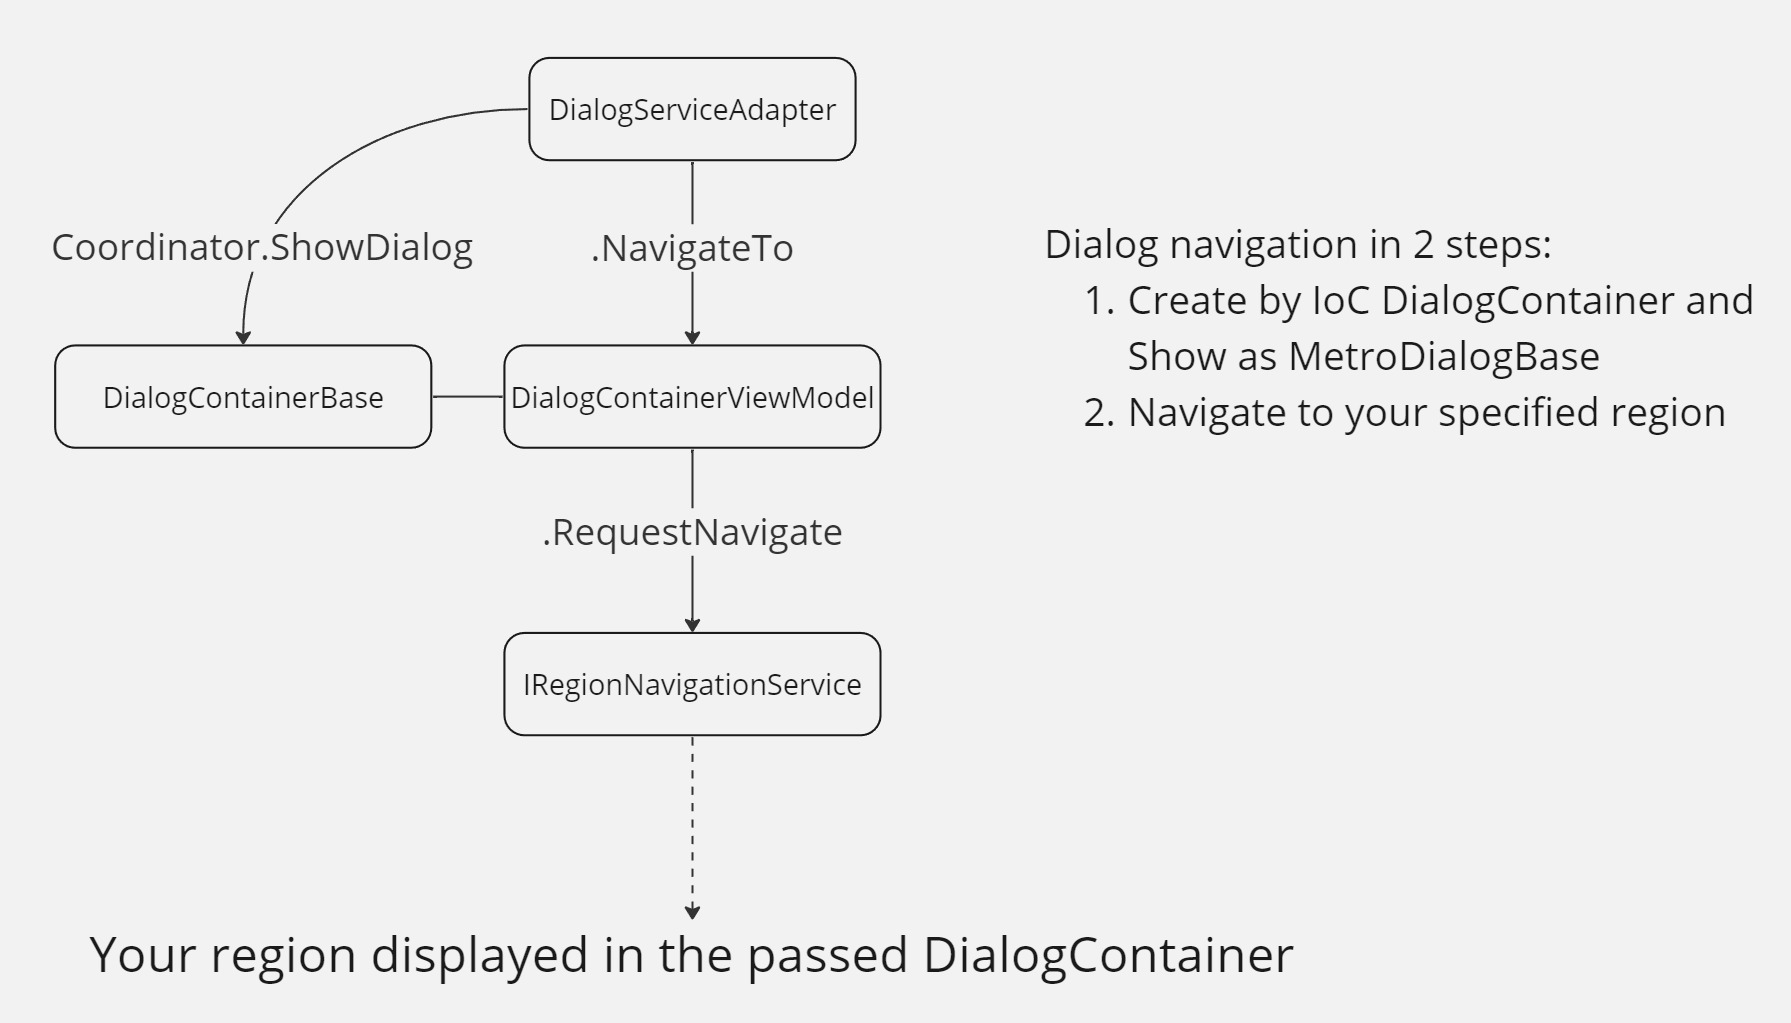 DialogServiceAdapter
Coordinator.ShowDialog
.NavigateTo
DialogContainerBase
DialogContainerViewModel
.RequestNavigate
IRegionNavigationService
Your region displayed in the passed DialogContainer
Dialog navigation in 2 steps:
1. Create by IoC DialogContainer and
Show as MetroDialogBase
2. Navigate to your specified region